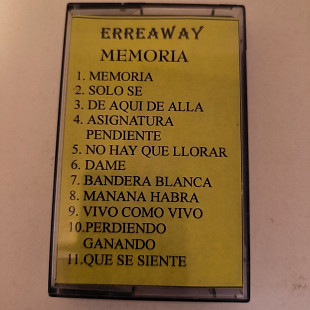 ERREAWAY
MEMORIA
1. MEMORIA
2. SOLO SE
3. DE AQUI DE ALLA
4. ASIGNATURA
PENDIENTE
5. NO HAY QUE LLORAR
6. DAME
7. BANDERA BLANCA
8. MANANA HABRA
9. VIVO COMO VIVO
10.PERDIENDO
GANANDO
11.QUE SE SIENTE